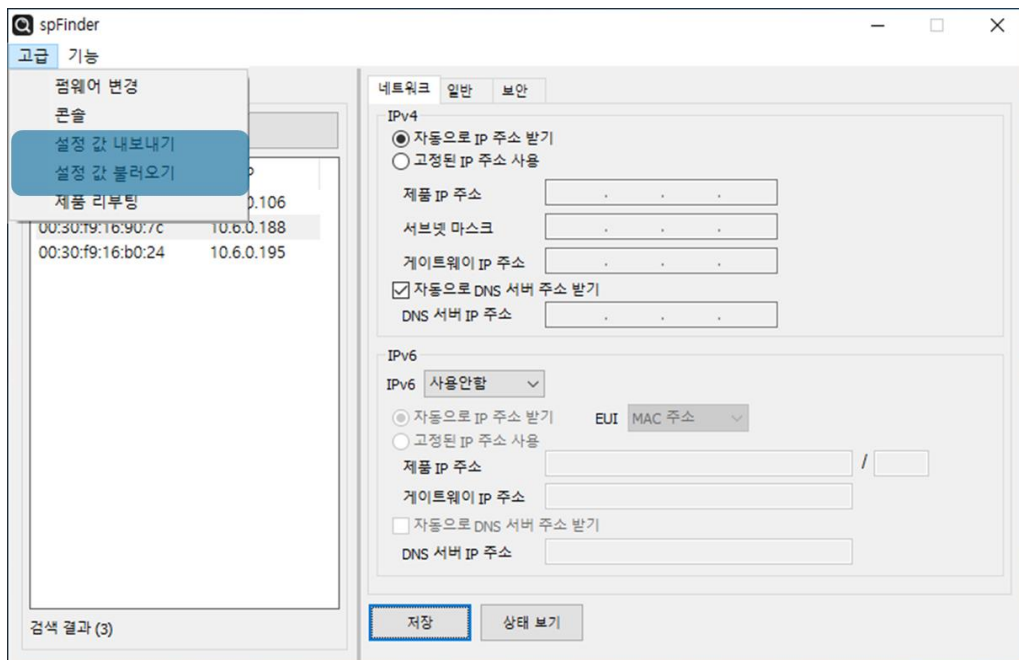 spFinder
고급 기능
펌웨어 변경
콘솔
설정 값 내보내기
설정 값 불러오기
제품 리부팅
0.106
00:30:f9:16:90:7c 10.6.0.188
00:30:f9:16:b0:24 10.6.0.195
검색 결과 (3)
네트워크 일반 보안
IPv4
자동으로 IP 주소 받기
고정된 IP 주소 사용
제품 IP 주소 . . .
서브넷 마스크 . . .
게이트웨이 IP 주소 . . .
자동으로 DNS 서버 주소 받기
DNS 서버 IP 주소 . . .
IPv6
IPv6 사용안함
자동으로 IP 주소 받기 EUI MAC 주소
고정된 IP 주소 사용
제품 IP 주소 /
게이트웨이 IP 주소
자동으로 DNS 서버 주소 받기
DNS 서버 IP 주소
저장 상태 보기